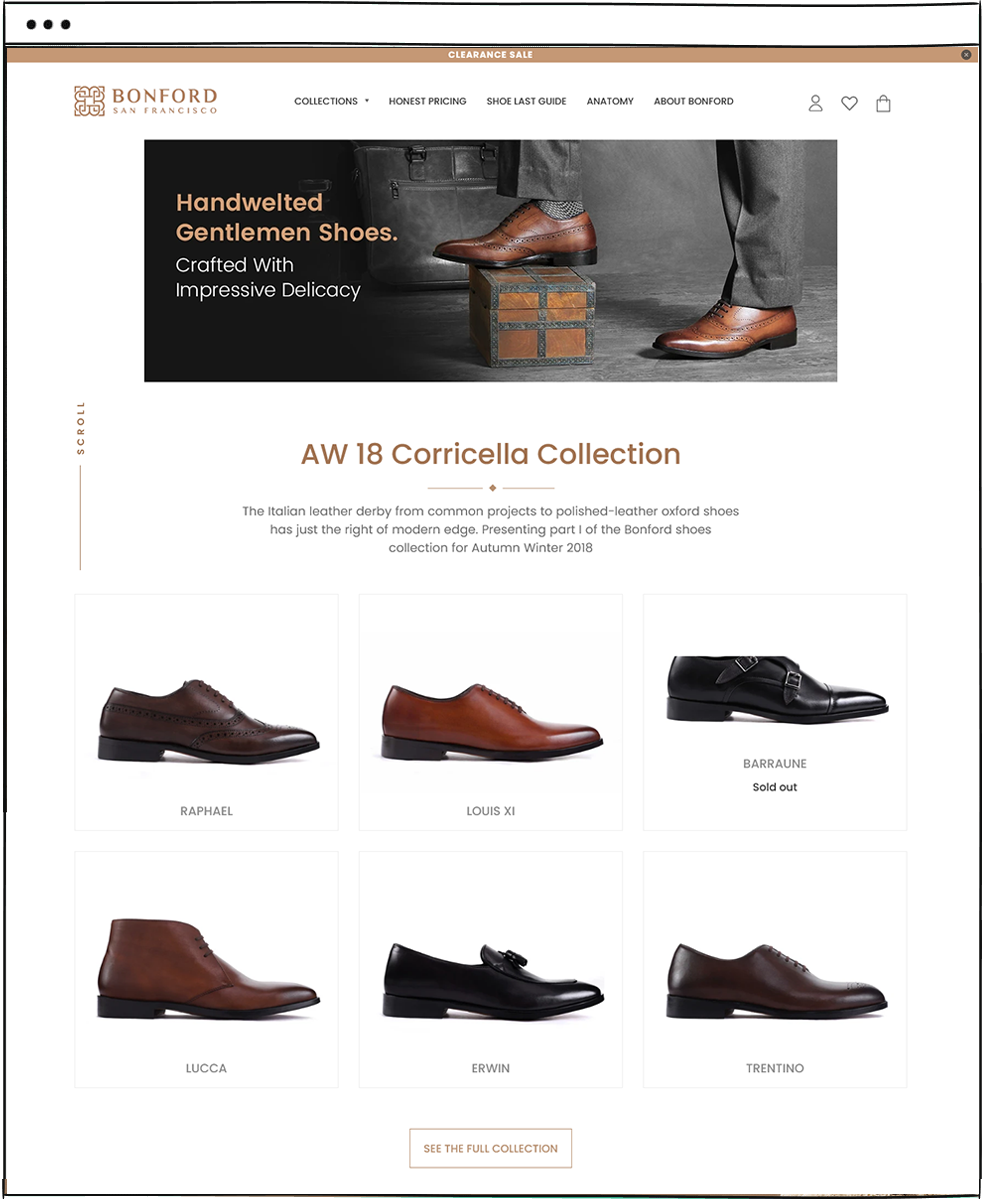 CLEARANCE SALE
BONFORD
SAN FRANCISCO
COLLECTIONS
HONEST PRICING
SHOE LAST GUIDE
ANATOMY
ABOUT BONFORD
Handwelted
Gentlemen Shoes.
Crafted With
Impressive Delicacy
SCROLL
AW 18 Corricella Collection
The Italian leather derby from common projects to polished-leather oxford shoes
has just the right of modern edge. Presenting part I of the Bonford shoes
collection for Autumn Winter 2018
RAPHAEL
LOUIS XI
BARRAUNE
Sold out
LUCCA
ERWIN
TRENTINO
SEE THE FULL COLLECTION